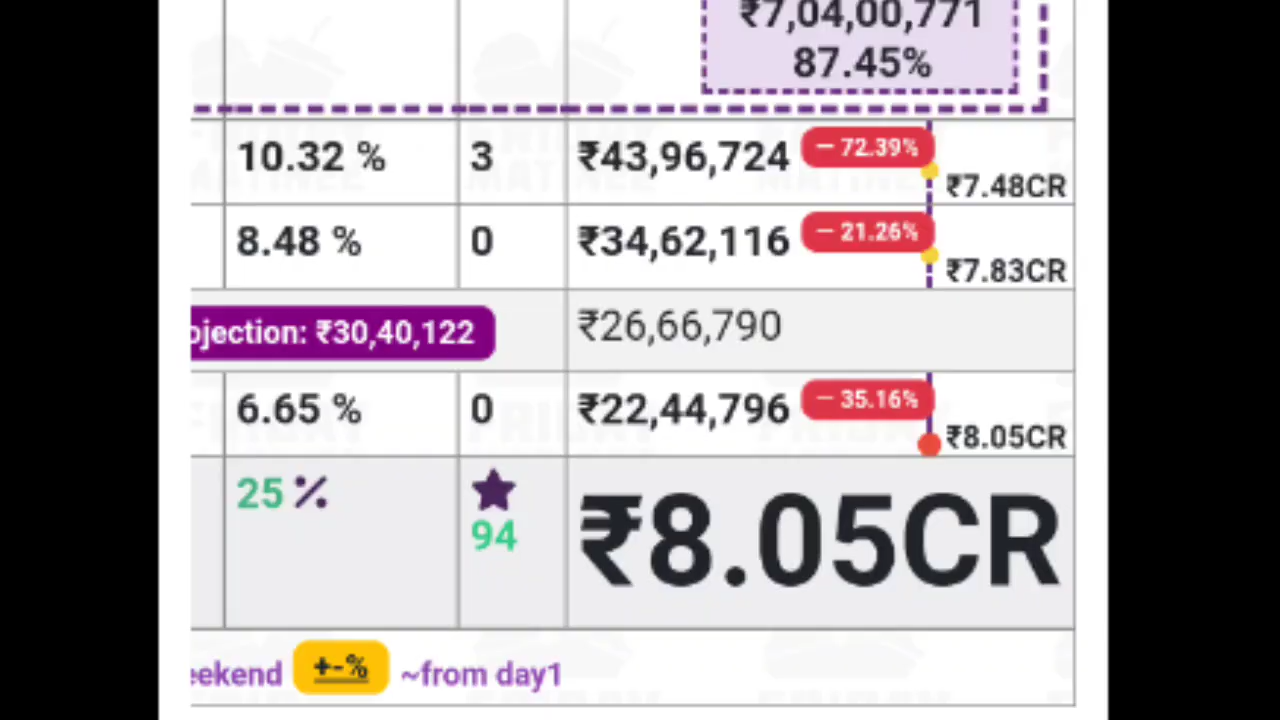 ₹7,04,00,771
87.45%
10.32 % 3 ₹43,96,724 − 72.39% ₹7.48CR
8.48 % 0 ₹34,62,116 − 21.26% ₹7.83CR
ojection: ₹30,40,122 ₹26,66,790
6.65 % 0 ₹22,44,796 − 35.16% ₹8.05CR
25 % 94 ₹8.05CR
eekend +-% ~from day1